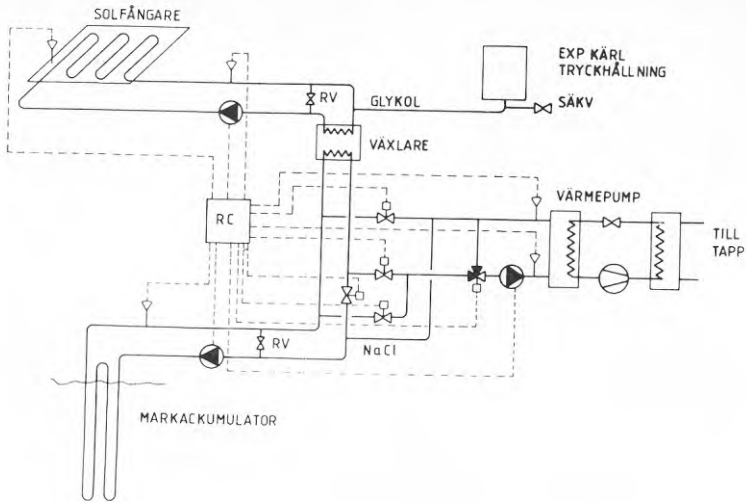 SOLFÅNGARE
EXP KÄRL
TRYCKHÅLLNING
RV
GLYKOL
SÄKV
VÄXLARE
RC
VÄRMEPUMP
TILL
TAPP
RV
NaCl
MARKACKUMULATOR